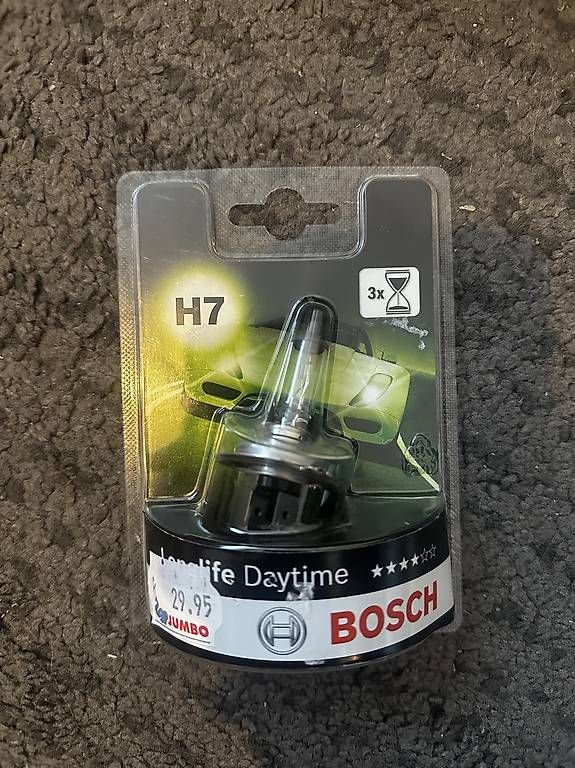 H7
3x
Longlife Daytime
29.95
JUMBO
BOSCH